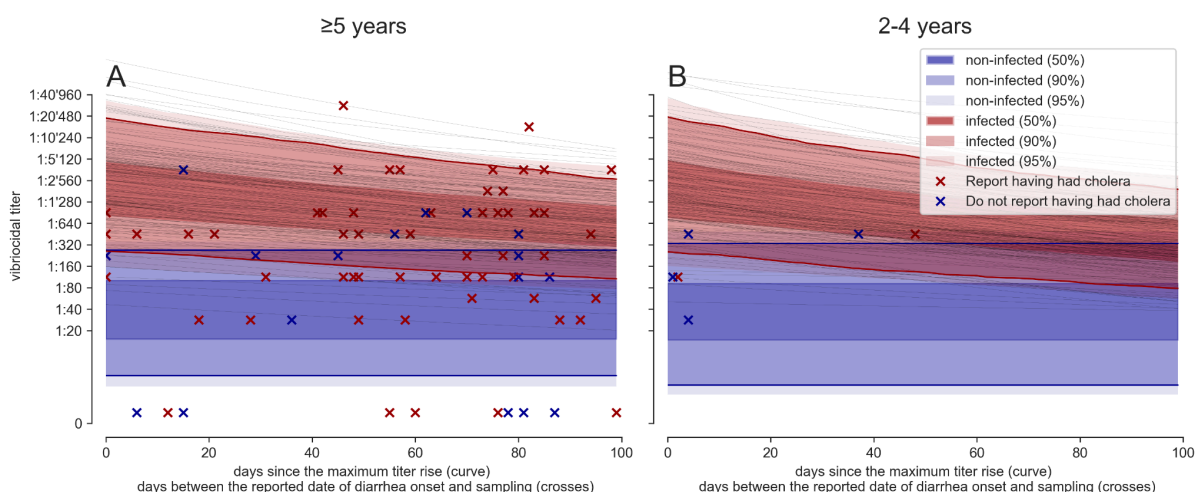 ≥5 years
2-4 years
A
B
non-infected (50%)
non-infected (90%)
non-infected (95%)
infected (50%)
infected (90%)
infected (95%)
Report having had cholera
Do not report having had cholera
vibriocidal titer
1:40'960
1:20'480
1:10'240
1:5'120
1:2'560
1:1'280
1:640
1:320
1:160
1:80
1:40
1:20
0
0 20 40 60 80 100
0 20 40 60 80 100
days since the maximum titer rise (curve)
days between the reported date of diarrhea onset and sampling (crosses)
days since the maximum titer rise (curve)
days between the reported date of diarrhea onset and sampling (crosses)